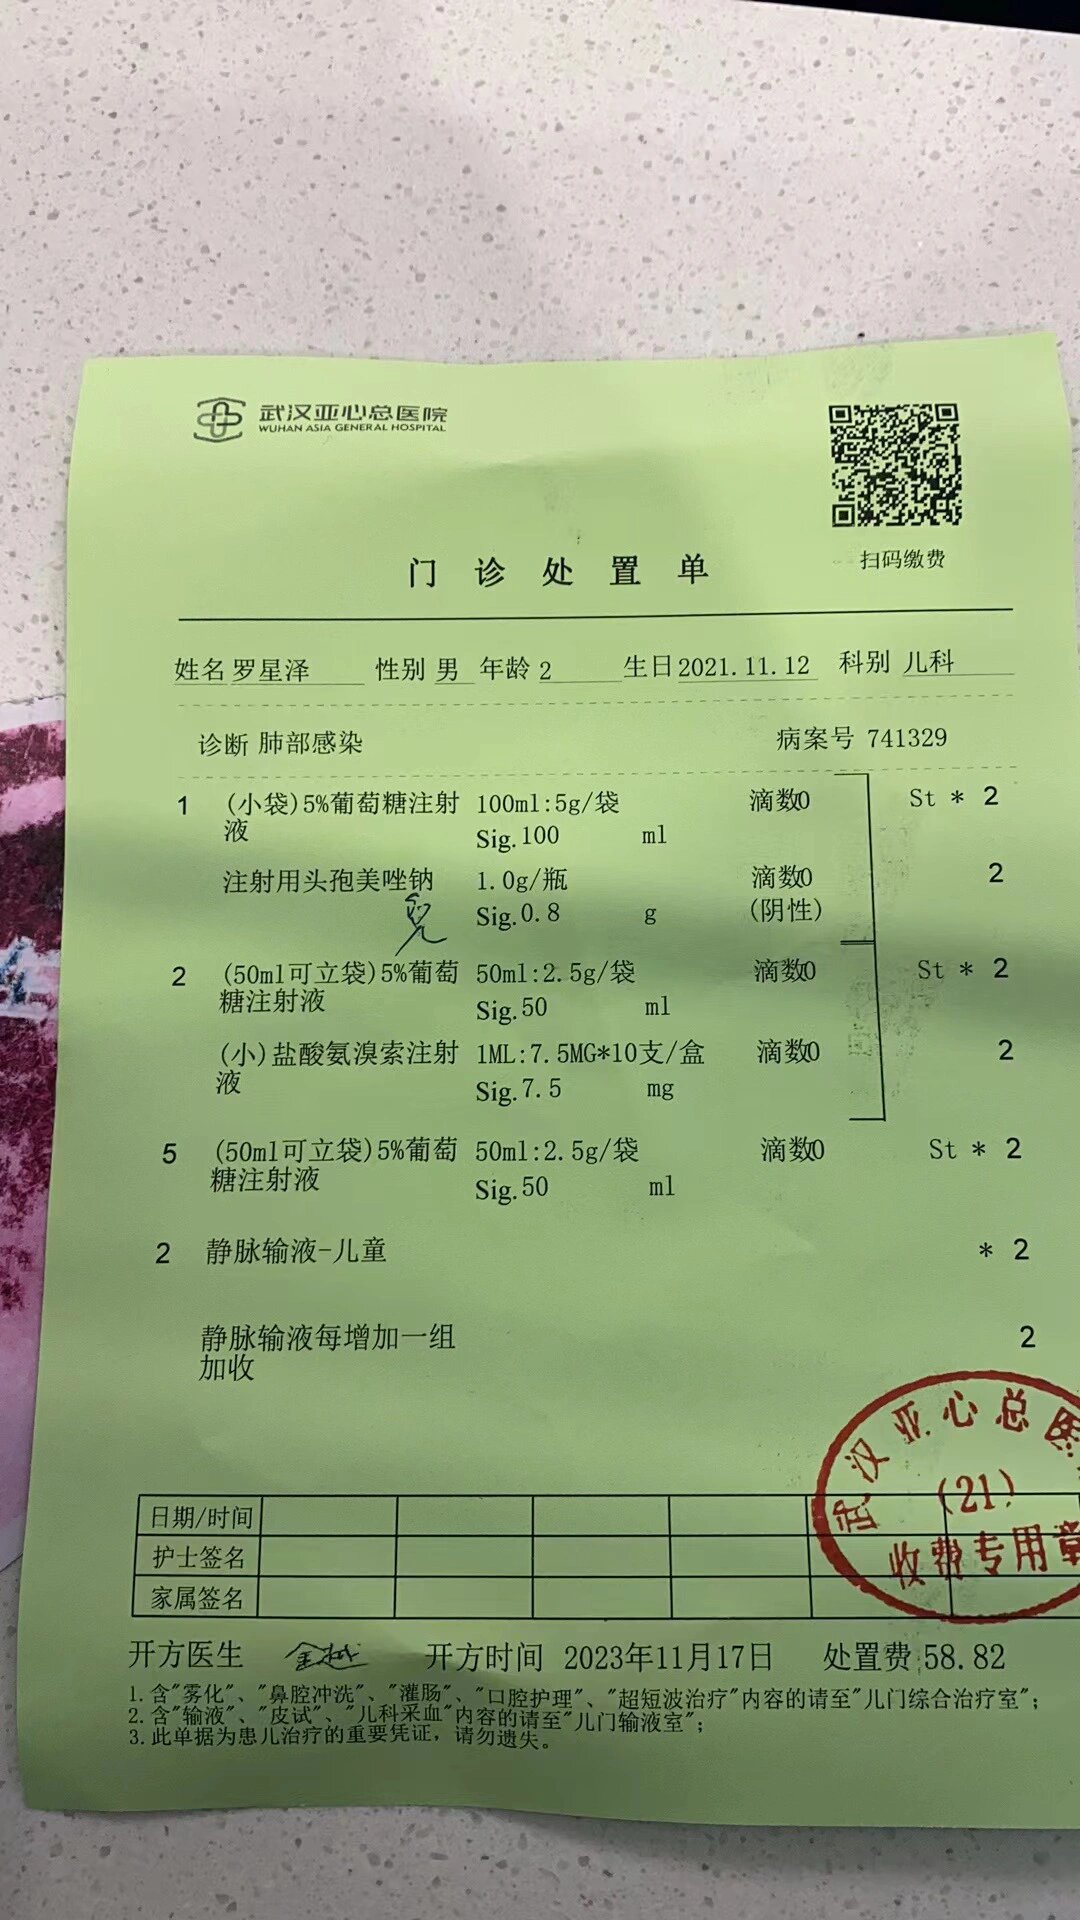 武汉亚心总医院
WUHAN ASIA GENERAL HOSPITAL
扫码缴费
门诊处置单
姓名 罗星泽 性别 男 年龄 2 生日 2021.11.12 科别 儿科
诊断 肺部感染 病案号 741329
1 (小袋)5%葡萄糖注射 100ml:5g/袋 滴数0 St * 2
液 Sig.100 ml
注射用头孢美唑钠 1.0g/瓶 滴数0 2
Sig.0.8 g (阴性)
2 (50ml可立袋)5%葡萄 50ml:2.5g/袋 滴数0 St * 2
糖注射液 Sig.50 ml
(小)盐酸氨溴索注射 1ML:7.5MG*10支/盒 滴数0 2
液 Sig.7.5 mg
5 (50ml可立袋)5%葡萄 50ml:2.5g/袋 滴数0 St * 2
糖注射液 Sig.50 ml
2 静脉输液-儿童 * 2
静脉输液每增加一组 2
加收
武汉亚心总医
(21)
收费专用章
日期/时间
护士签名
家属签名
开方医生 金越 开方时间 2023年11月17日 处置费 58.82
1.含"雾化"、"鼻腔冲洗"、"灌肠"、"口腔护理"、"超短波治疗"内容的请至"儿门综合治疗室";
2.含"输液"、"皮试"、"儿科采血"内容的请至"儿门输液室";
3.此单据为患儿治疗的重要凭证，请勿遗失。